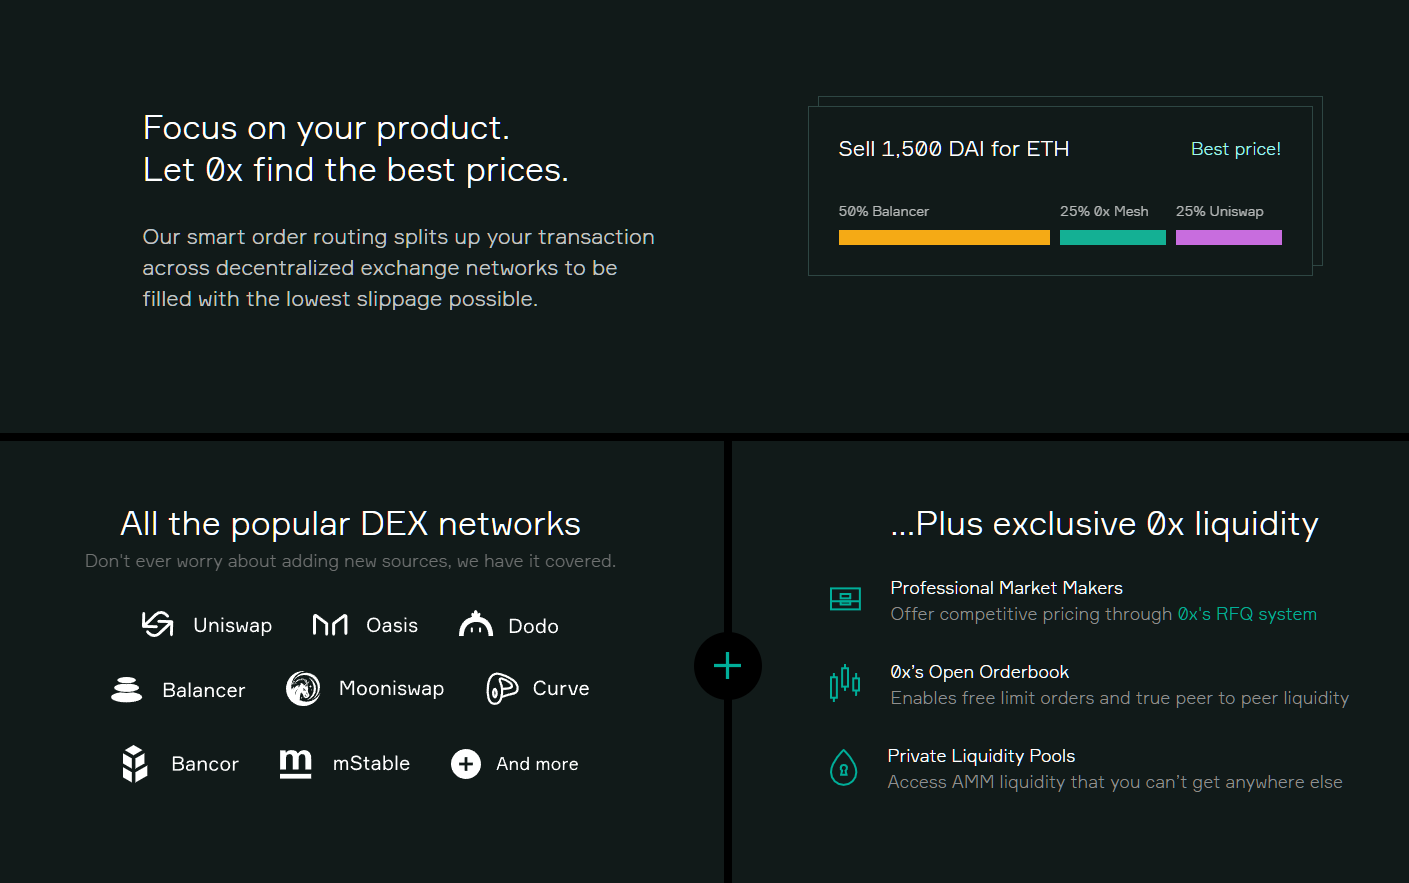 Focus on your product.
Let 0x find the best prices.
Our smart order routing splits up your transaction
across decentralized exchange networks to be
filled with the lowest slippage possible.
Sell 1,500 DAI for ETH
Best price!
50% Balancer
25% 0x Mesh
25% Uniswap
All the popular DEX networks
Don't ever worry about adding new sources, we have it covered.
Uniswap
Oasis
Dodo
Balancer
Mooniswap
Curve
Bancor
m
mStable
And more
...Plus exclusive 0x liquidity
Professional Market Makers
Offer competitive pricing through 0x's RFQ system
0x’s Open Orderbook
Enables free limit orders and true peer to peer liquidity
Private Liquidity Pools
Access AMM liquidity that you can’t get anywhere else